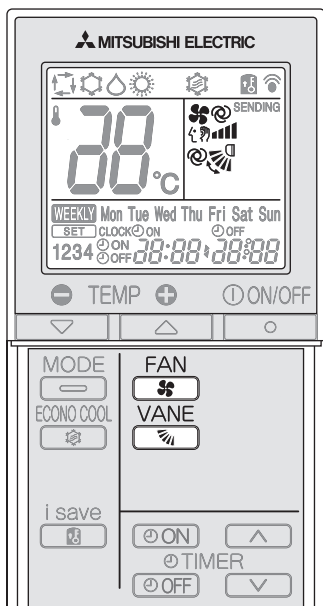 MITSUBISHI ELECTRIC
SENDING
88 °C
WEEKLY Mon Tue Wed Thu Fri Sat Sun
SET CLOCK ON OFF
1234 ON 88:88 88:88
OFF
TEMP ON/OFF
MODE FAN
ECONO COOL VANE
i save
ON
TIMER
OFF